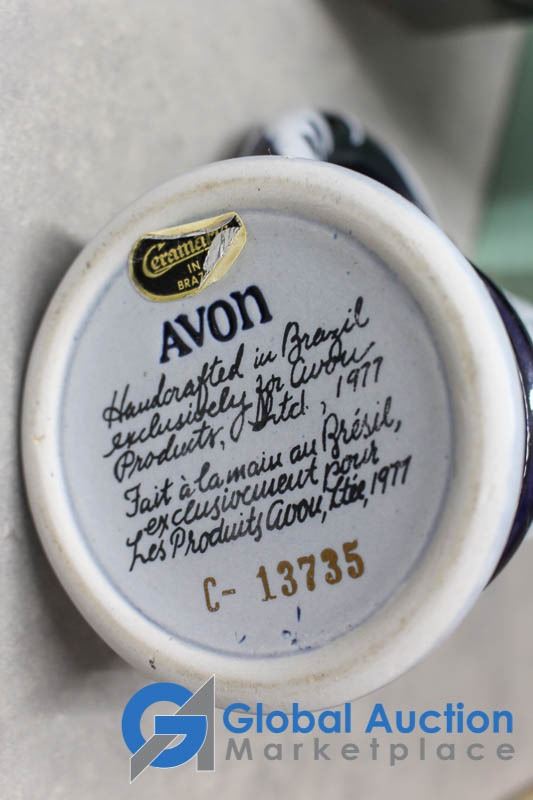 Cerama
IN
BRAZ
AVON
Handcrafted in Brazil
exclusively for Avon
Products, Ltd., 1977
Fait à la main au Brésil,
exclusivement pour
Les Produits Avon, Ltée, 1977
C- 13735
G Global Auction
Marketplace